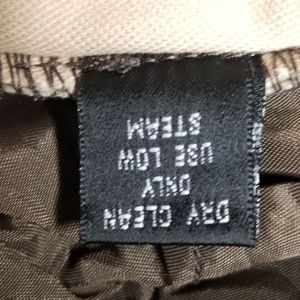 DRY CLEAN
ONLY
USE LOW
STEAM